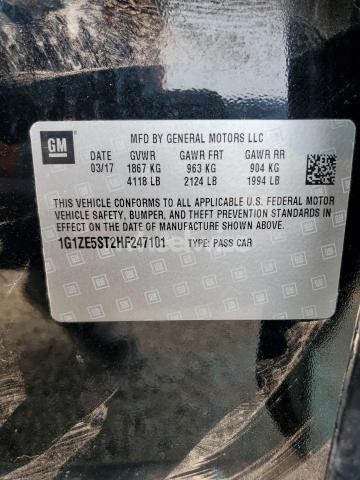 GM
MFD BY GENERAL MOTORS LLC
DATE GVWR GAWR FRT GAWR RR
03/17 1867 KG 963 KG 904 KG
4118 LB 2124 LB 1994 LB
THIS VEHICLE CONFORMS TO ALL APPLICABLE U.S. FEDERAL MOTOR
VEHICLE SAFETY, BUMPER, AND THEFT PREVENTION STANDARDS IN
EFFECT ON THE DATE OF MANUFACTURE SHOWN ABOVE.
1G1ZE5ST2HF247101 TYPE: PASS CAR